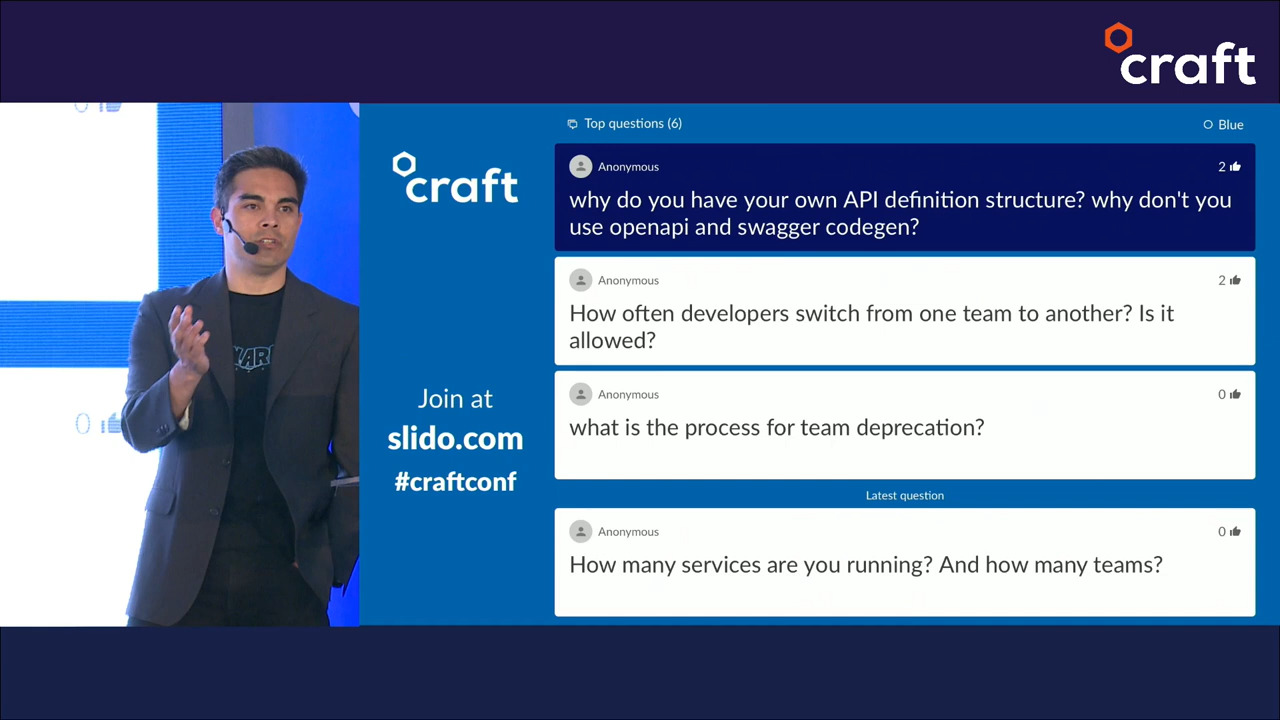 craft
craft
Join at
slido.com
#craftconf
Top questions (6)
Blue
Anonymous
2
why do you have your own API definition structure? why don't you
use openapi and swagger codegen?
Anonymous
2
How often developers switch from one team to another? Is it
allowed?
Anonymous
0
what is the process for team deprecation?
Latest question
Anonymous
0
How many services are you running? And how many teams?
0
0